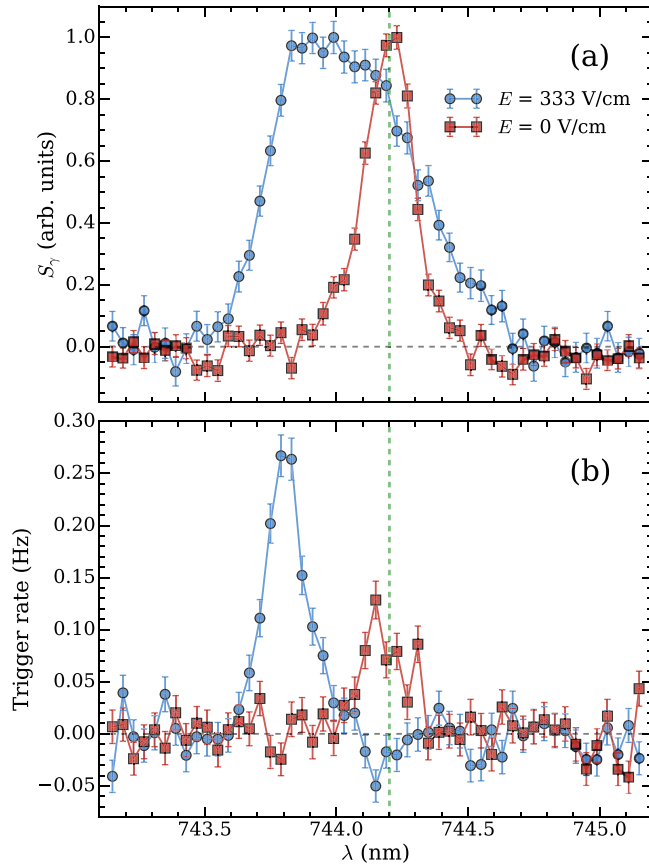 1.0
0.8
0.6
0.4
0.2
0.0
S_γ (arb. units)
(a)
E = 333 V/cm
E = 0 V/cm
0.30
0.25
0.20
0.15
0.10
0.05
0.00
−0.05
Trigger rate (Hz)
(b)
743.5 744.0 744.5 745.0
λ (nm)